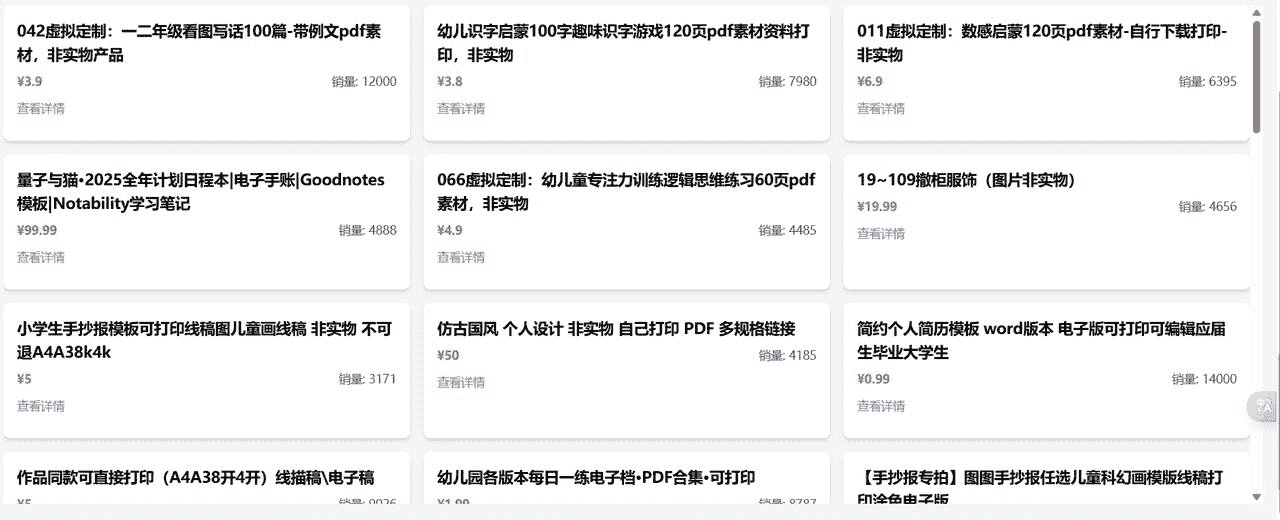 042虚拟定制：一二年级看图写话100篇-带例文pdf素
材，非实物产品
¥3.9 销量: 12000
查看详情
幼儿识字启蒙100字趣味识字游戏120页pdf素材资料打
印，非实物
¥3.8 销量: 7980
查看详情
011虚拟定制：数感启蒙120页pdf素材-自行下载打印-
非实物
¥6.9 销量: 6395
查看详情
量子与猫•2025全年计划日程本|电子手账|Goodnotes
模板|Notability学习笔记
¥99.99 销量: 4888
查看详情
066虚拟定制：幼儿童专注力训练逻辑思维练习60页pdf
素材，非实物
¥4.9 销量: 4485
查看详情
19~109撤柜服饰（图片非实物）
¥19.99 销量: 4656
查看详情
小学生手抄报模板可打印线稿图儿童画线稿 非实物 不可
退A4A38k4k
¥5 销量: 3171
查看详情
仿古国风 个人设计 非实物 自己打印 PDF 多规格链接
¥50 销量: 4185
查看详情
简约个人简历模板 word版本 电子版可打印可编辑应届
生毕业大学生
¥0.99 销量: 14000
查看详情
作品同款可直接打印（A4A38开4开）线描稿\电子稿
¥5
幼儿园各版本每日一练电子档•PDF合集•可打印
¥1.99
【手抄报专拍】图图手抄报任选儿童科幻画模版线稿打
印涂色电子版